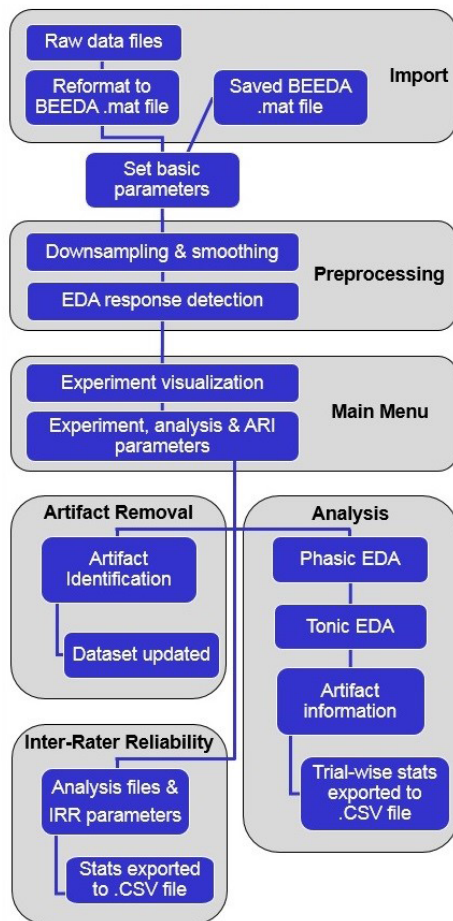 Raw data files
Reformat to
BEEDA .mat file
Saved BEEDA
.mat file
Import
Set basic
parameters
Downsampling & smoothing
EDA response detection
Preprocessing
Experiment visualization
Experiment, analysis & ARI
parameters
Main Menu
Artifact Removal
Artifact
Identification
Dataset updated
Analysis
Phasic EDA
Tonic EDA
Artifact
information
Trial-wise stats
exported to
.CSV file
Inter-Rater Reliability
Analysis files &
IRR parameters
Stats exported
to .CSV file